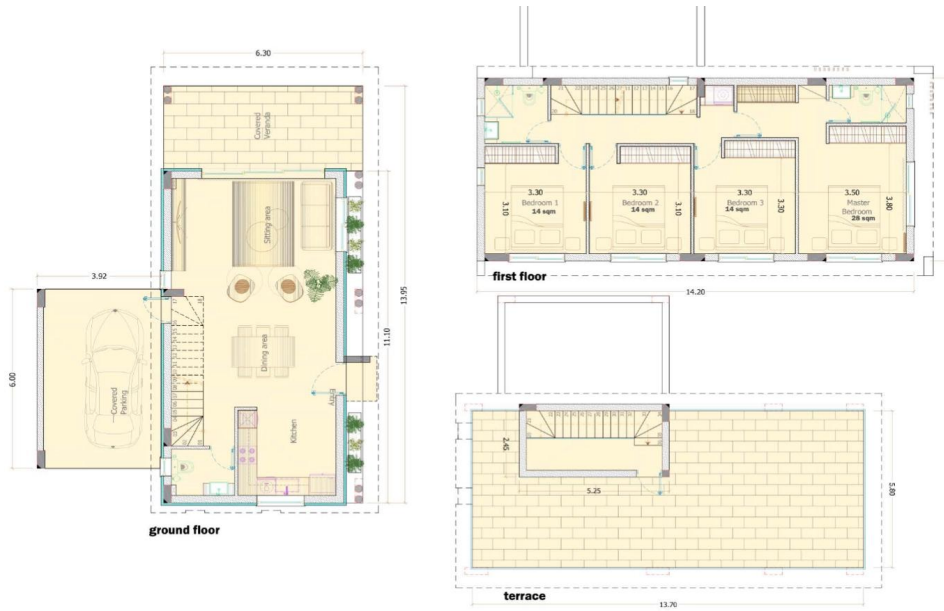 6.30
Covered
Veranda
Sitting area
3.92
13.95
11.10
6.00
Covered
Parking
Dining area
Entry
Kitchen
ground floor
3.30
Bedroom 1
14 sqm
3.10
3.30
Bedroom 2
14 sqm
3.10
3.30
Bedroom 3
14 sqm
3.30
3.50
Master
Bedroom
28 sqm
3.80
first floor
14.20
2.45
5.25
5.80
terrace
13.70